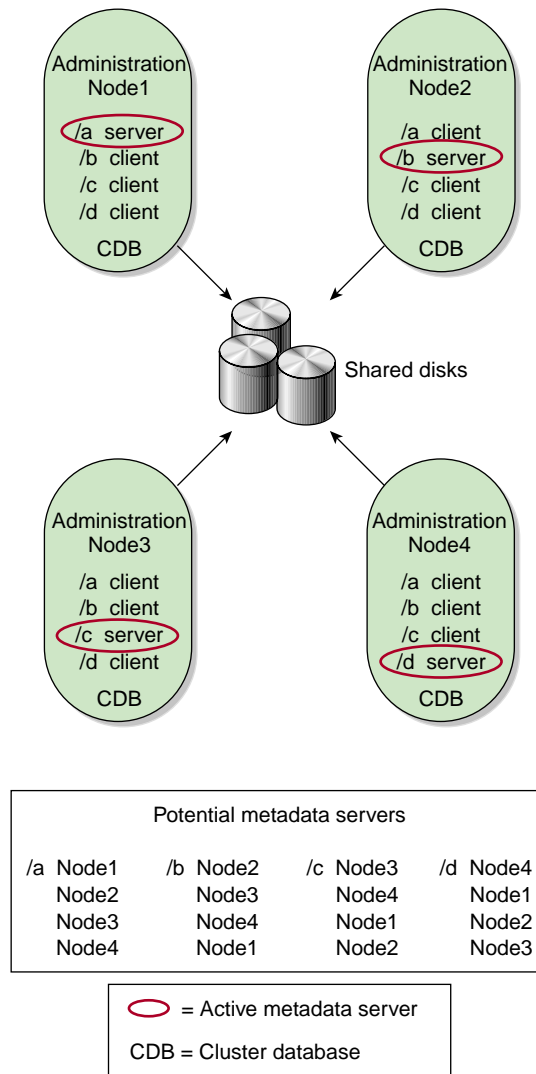 Administration
Node1
/a server
/b client
/c client
/d client
CDB
Administration
Node2
/a client
/b server
/c client
/d client
CDB
Shared disks
Administration
Node3
/a client
/b client
/c server
/d client
CDB
Administration
Node4
/a client
/b client
/c client
/d server
CDB
Potential metadata servers
/a Node1 /b Node2 /c Node3 /d Node4
Node2 Node3 Node4 Node1
Node3 Node4 Node1 Node2
Node4 Node1 Node2 Node3
= Active metadata server
CDB = Cluster database